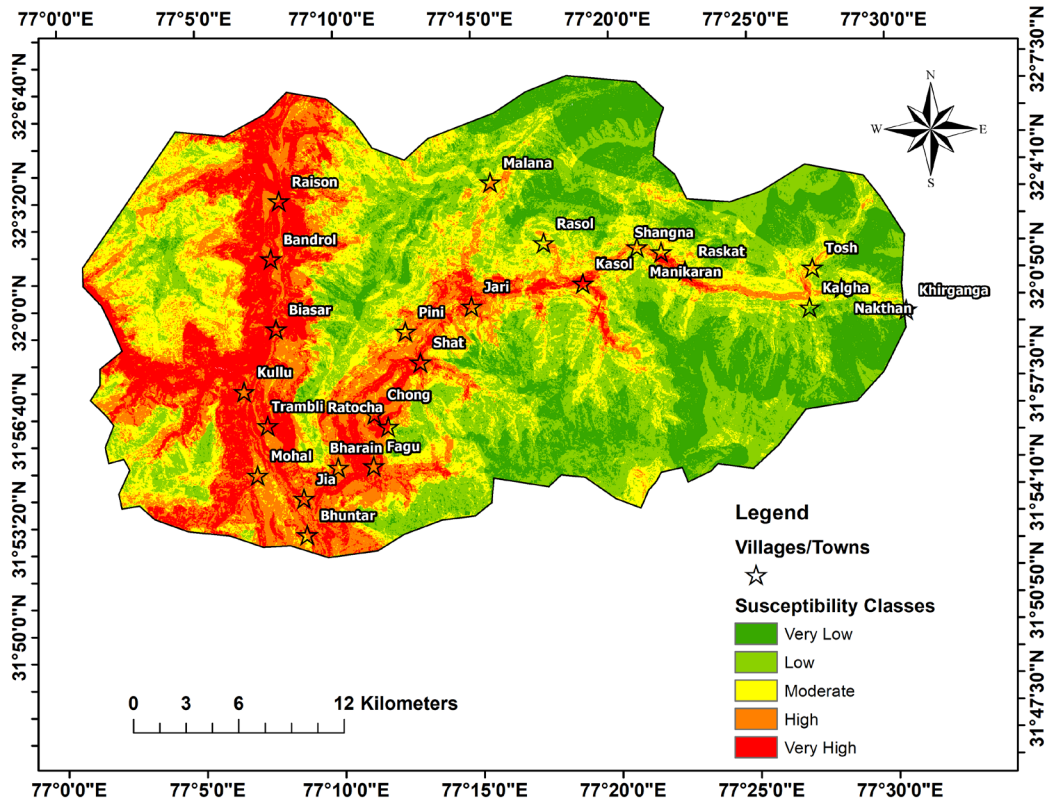 77°0'0"E 77°5'0"E 77°10'0"E 77°15'0"E 77°20'0"E 77°25'0"E 77°30'0"E
32°6'40"N
32°3'20"N
32°0'0"N
31°56'40"N
31°53'20"N
31°50'0"N
32°7'30"N
32°4'10"N
32°0'50"N
31°57'30"N
31°54'10"N
31°50'50"N
31°47'30"N
N
W E
S
Malana
Raison
Rasol
Shangna
Bandrol
Raskat
Tosh
Kasol
Manikaran
Jari
Kalgha
Khirganga
Nakthan
Biasar
Pini
Shat
Kullu
Chong
Trambli
Ratocha
Bharain
Fagu
Mohal
Jia
Bhuntar
Legend
Villages/Towns
Susceptibility Classes
Very Low
Low
Moderate
High
Very High
0 3 6 12 Kilometers
77°0'0"E 77°5'0"E 77°10'0"E 77°15'0"E 77°20'0"E 77°25'0"E 77°30'0"E